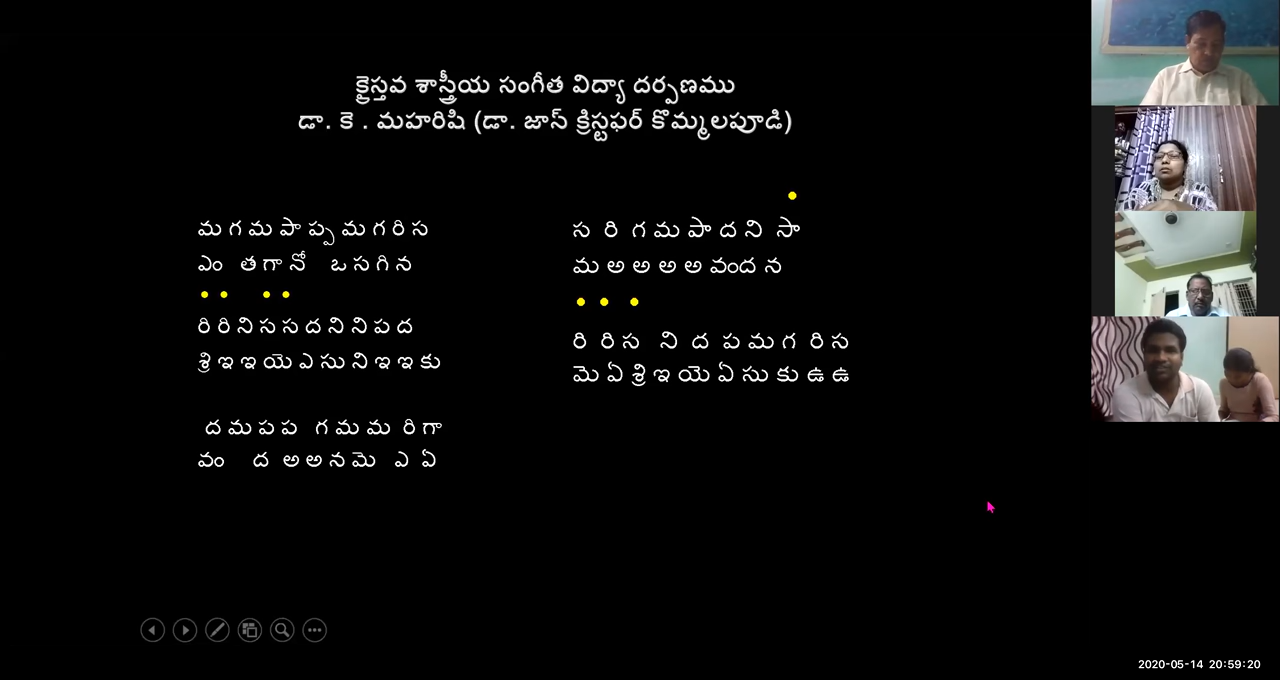 క్రైస్తవ శాస్త్రీయ సంగీత విద్యా దర్పణము
డా. కె . మహరిషి (డా. జాస్ క్రిస్టఫర్ కొమ్మలపూడి)
మ గ మ పా ప్ప మ గ రి స
ఎం త గా నో ఒ స గి న
రి రి ని స స ద ని ని ప ద
శ్రి ఇ ఇ యె ఎ సు ని ఇ ఇ కు
ద మ ప ప గ మ మ రి గా
వం ద అ అ న మె ఎ ఏ
స రి గ మ పా ద ని సా
మ అ అ అ అ వంద న
రి రి స ని ద ప మ గ రి స
మె ఏ శ్రి ఇ యె ఏ సు కు ఉ ఉ
2020-05-14 20:59:20